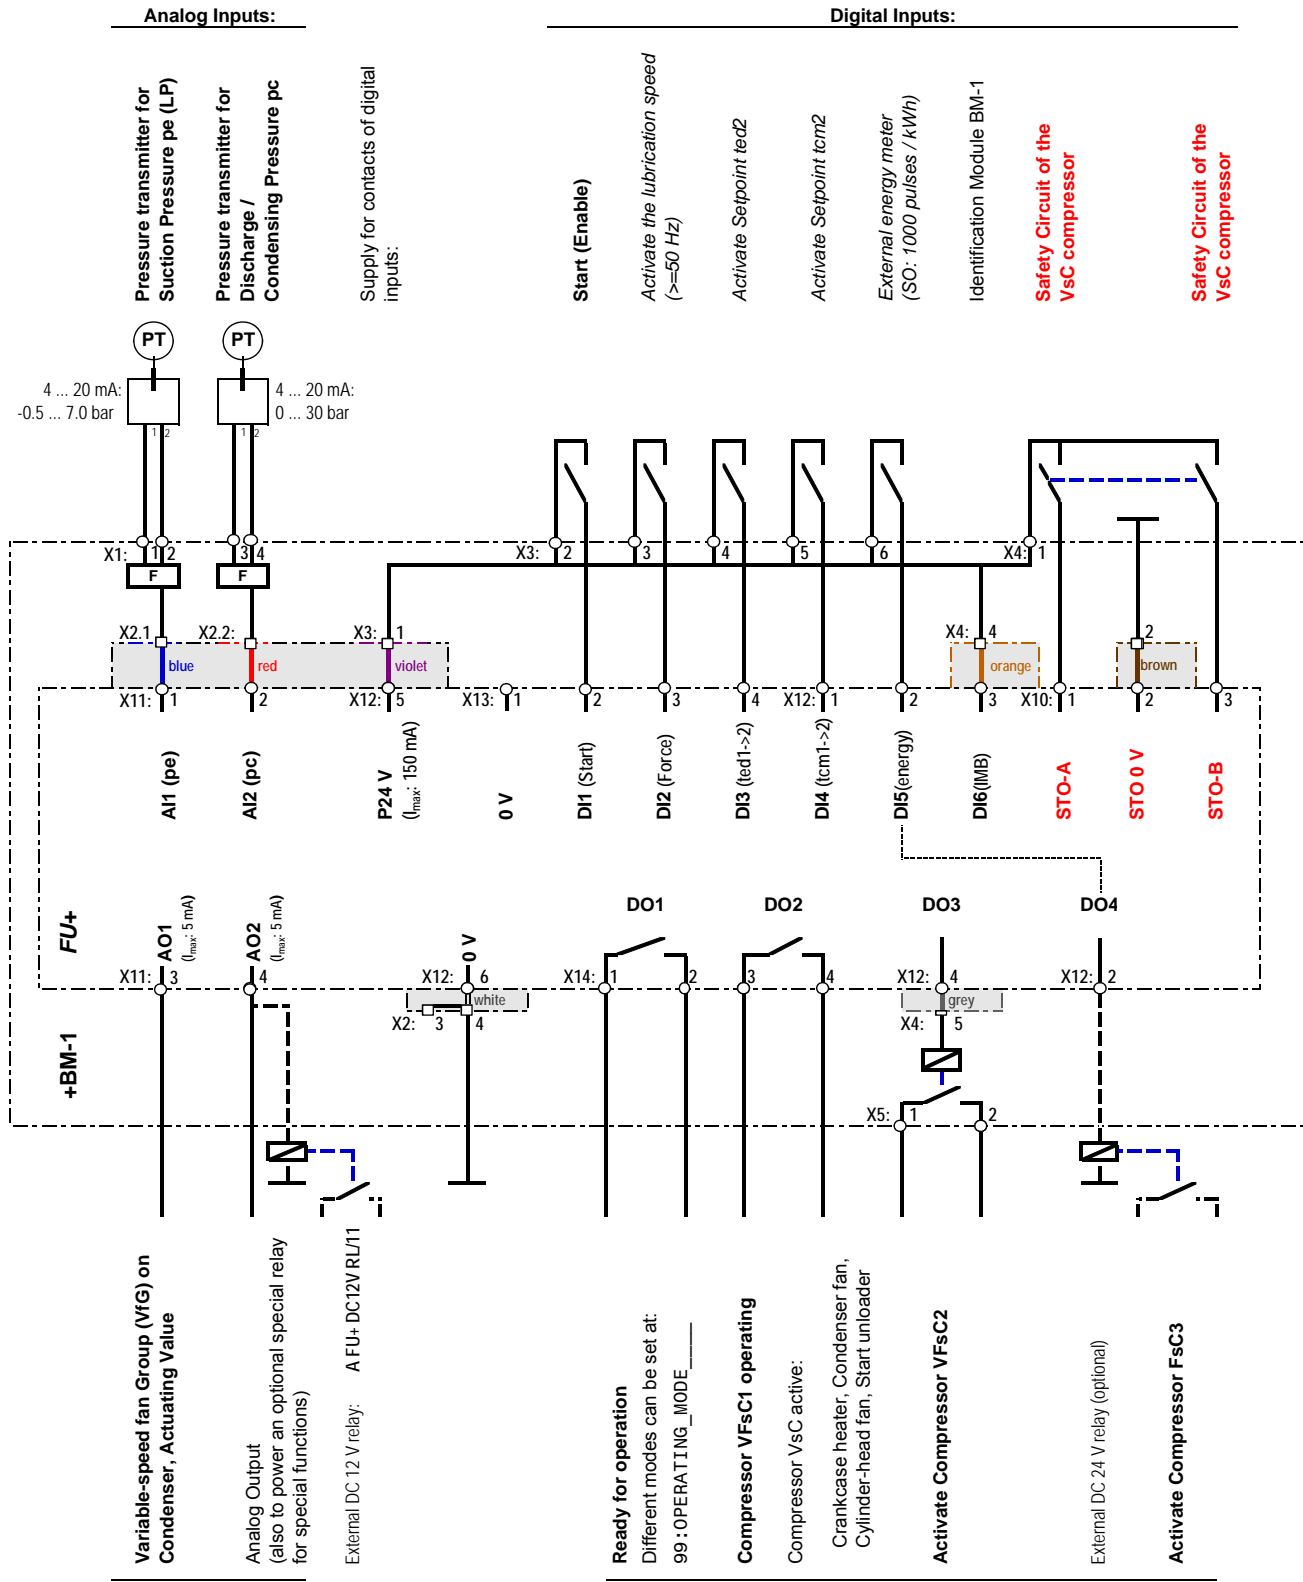 Analog Inputs:
Digital Inputs:
Pressure transmitter for
Suction Pressure pe (LP)
Pressure transmitter for
Discharge /
Condensing Pressure pc
Supply for contacts of digital
inputs:
Start (Enable)
Activate the lubrication speed
(>=50 Hz)
Activate Setpoint ted2
Activate Setpoint tcm2
External energy meter
(SO: 1000 pulses / kWh)
Identification Module BM-1
Safety Circuit of the
VsC compressor
Safety Circuit of the
VsC compressor
PT
PT
4 ... 20 mA:
-0.5 ... 7.0 bar
4 ... 20 mA:
0 ... 30 bar
1 2
1 2
X1: 1 2
3 4
X3: 2
3
4
5
6
X4: 1
F
F
X2.1
X2.2:
X3: 1
X4: 4
2
blue
red
violet
orange
brown
X11: 1
2
X12: 5
X13: 1
2
3
4
X12: 1
2
3
X10: 1
2
3
AI1 (pe)
AI2 (pc)
P24 V
(Imax: 150 mA)
0 V
DI1 (Start)
DI2 (Force)
DI3 (ted1->2)
DI4 (tcm1->2)
DI5(energy)
DI6(IMB)
STO-A
STO 0 V
STO-B
FU+
AO1
(Imax: 5 mA)
AO2
(Imax: 5 mA)
0 V
DO1
DO2
DO3
DO4
X11: 3
4
X12: 6
X14: 1
2
3
4
X12: 4
X12: 2
white
grey
X2: 3 4
X4: 5
+BM-1
X5: 1
2
Variable-speed fan Group (VfG) on
Condenser, Actuating Value
Analog Output
(also to power an optional special relay
for special functions)
External DC 12 V relay: A FU+ DC12V RL/11
Ready for operation
Different modes can be set at:
99:OPERATING_MODE_____
Compressor VFsC1 operating
Compressor VsC active:
Crankcase heater, Condenser fan,
Cylinder-head fan, Start unloader
Activate Compressor VFsC2
External DC 24 V relay (optional)
Activate Compressor FsC3